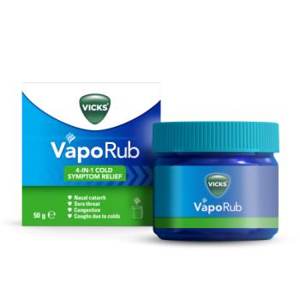 VICKS
VapoRub
4-IN-1 COLD
SYMPTOM RELIEF
Nasal catarrh
Sore throat
Congestion
Coughs due to colds
50 g
VICKS
VapoRub